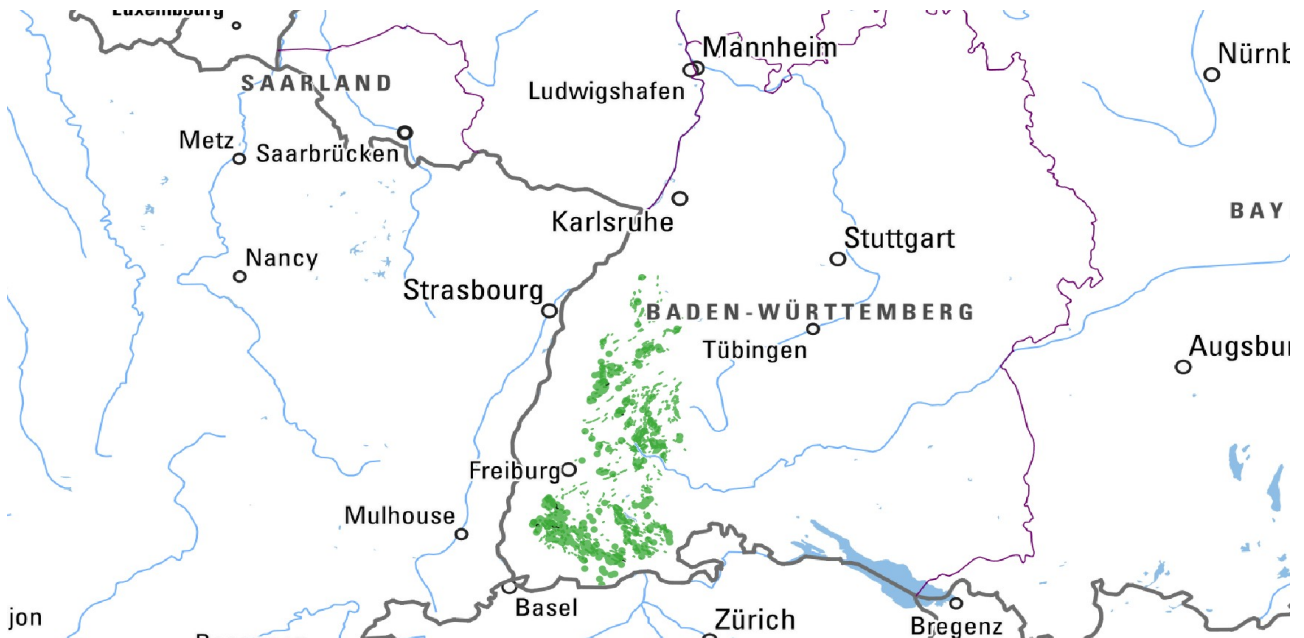 Luxembourg
Mannheim
Nürnb
SAARLAND
Ludwigshafen
Metz
Saarbrücken
Karlsruhe
BAY
Stuttgart
Nancy
Strasbourg
BADEN-WÜRTTEMBERG
Tübingen
Augsbur
Freiburg
Mulhouse
Basel
jon
Zürich
Bregenz